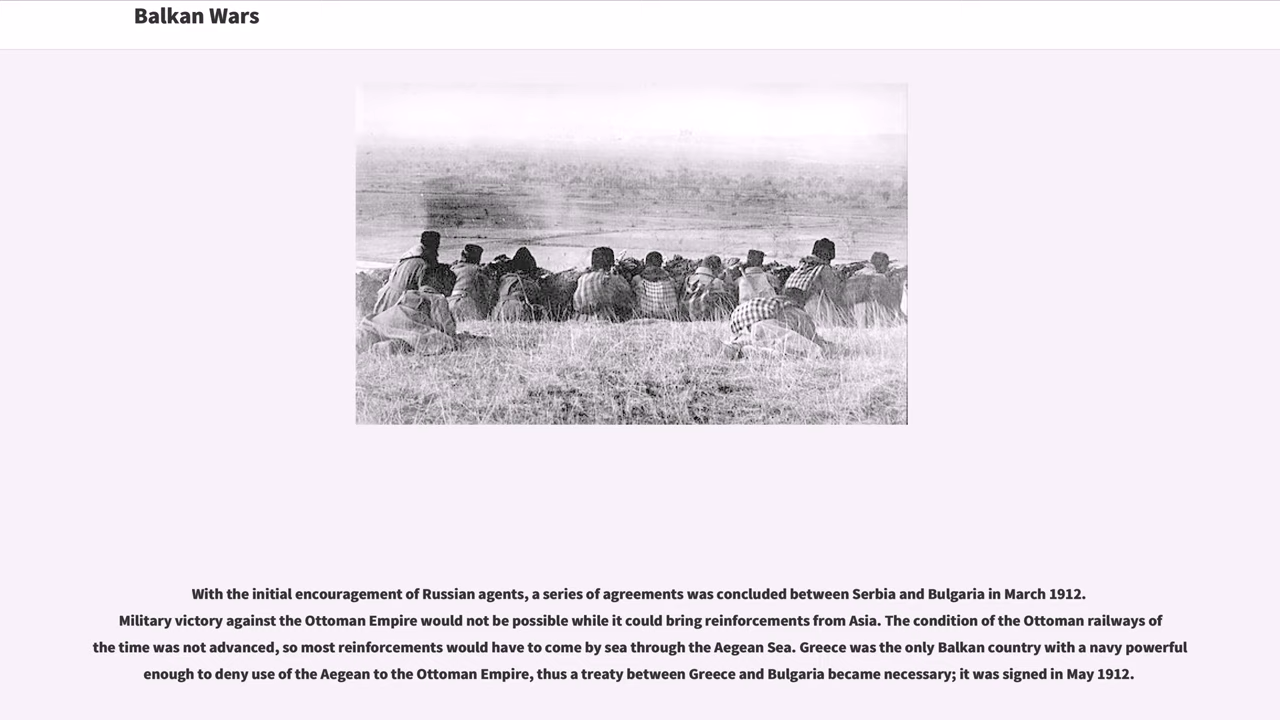 Balkan Wars
With the initial encouragement of Russian agents, a series of agreements was concluded between Serbia and Bulgaria in March 1912.
Military victory against the Ottoman Empire would not be possible while it could bring reinforcements from Asia. The condition of the Ottoman railways of
the time was not advanced, so most reinforcements would have to come by sea through the Aegean Sea. Greece was the only Balkan country with a navy powerful
enough to deny use of the Aegean to the Ottoman Empire, thus a treaty between Greece and Bulgaria became necessary; it was signed in May 1912.